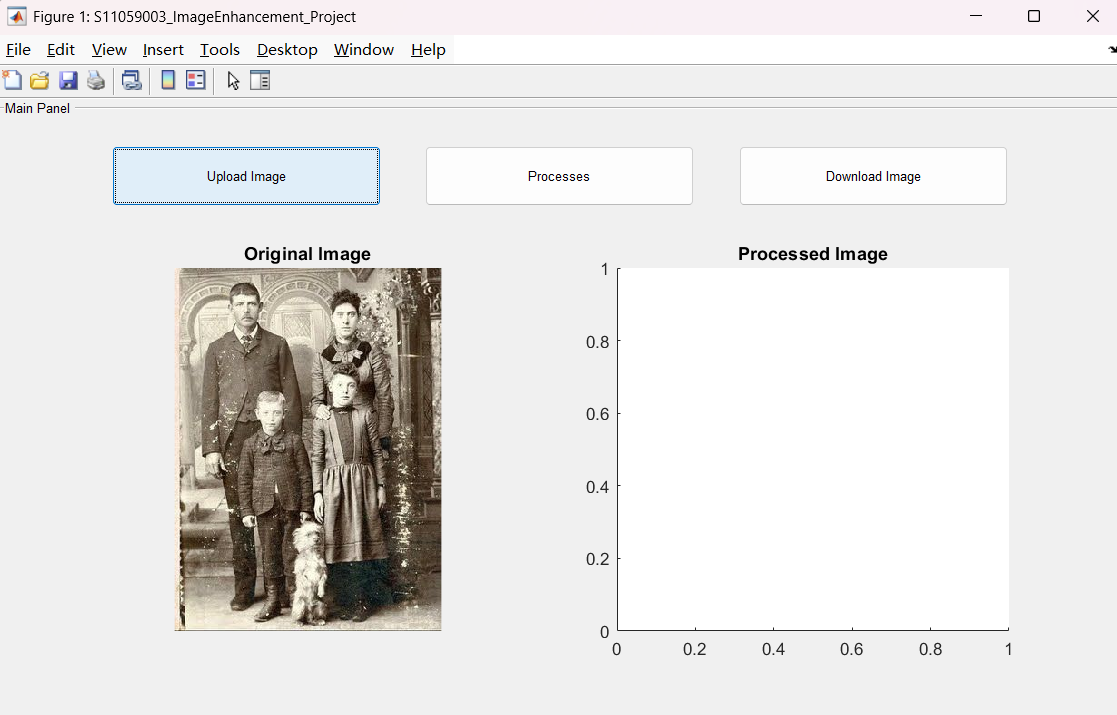 Figure 1: S11059003_ImageEnhancement_Project
File Edit View Insert Tools Desktop Window Help
Main Panel
Upload Image Processes Download Image
Original Image Processed Image
1
0.8
0.6
0.4
0.2
0
0 0.2 0.4 0.6 0.8 1